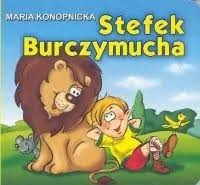 MARIA KONOPNICKA
Stefek
Burczymucha